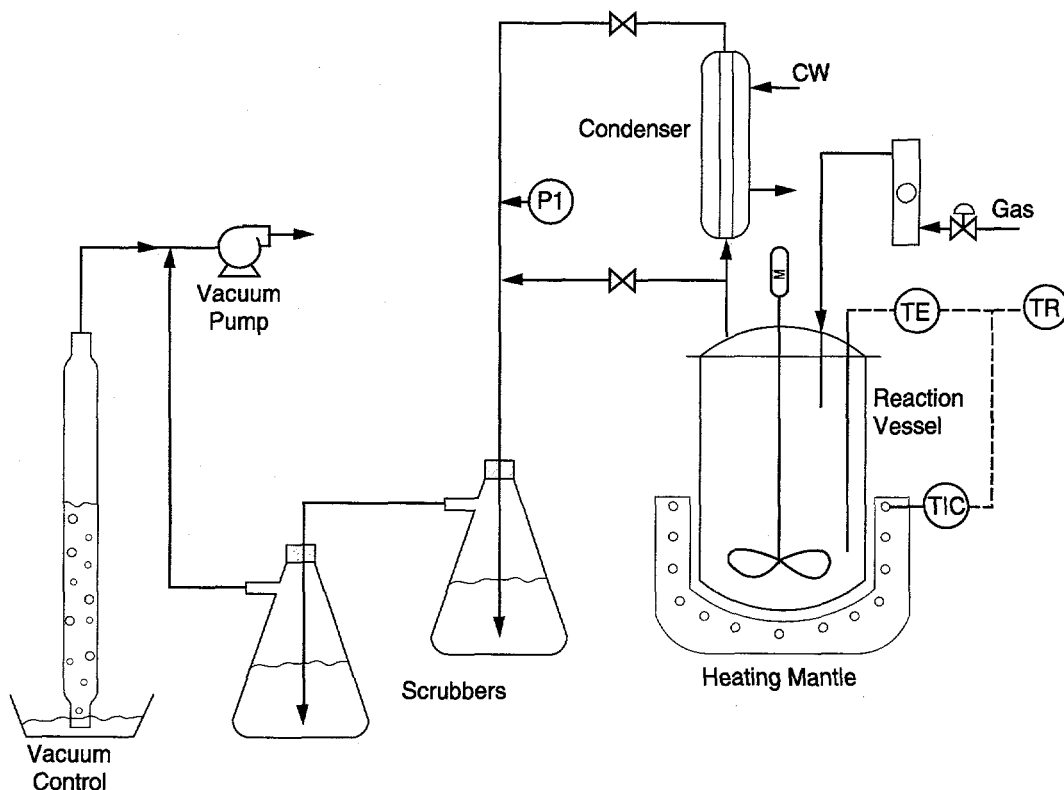 CW
Condenser
P1
Gas
M
Vacuum
Pump
TE
TR
Reaction
Vessel
TIC
Scrubbers
Heating Mantle
Vacuum
Control